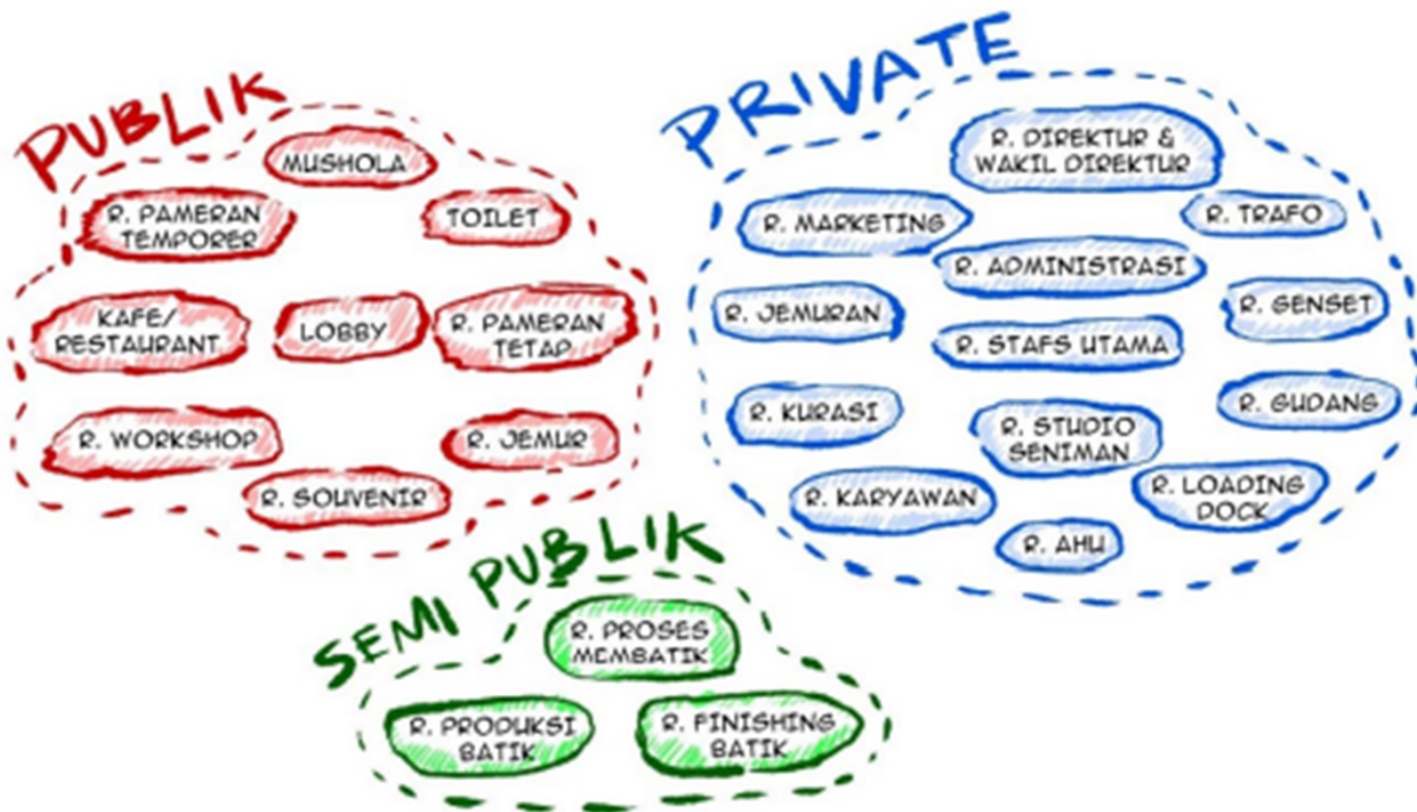 PUBLIK
MUSHOLA
R. PAMERAN
TEMPORER
TOILET
KAFE/
RESTAURANT
LOBBY
R. PAMERAN
TETAP
R. WORKSHOP
R. JEMUR
R. SOUVENIR
PRIVATE
R. DIREKTUR &
WAKIL DIREKTUR
R. MARKETING
R. TRAFO
R. ADMINISTRASI
R. JEMURAN
R. GENSET
R. STAFS UTAMA
R. KURASI
R. GUDANG
R. STUDIO
SENIMAN
R. KARYAWAN
R. LOADING
DOCK
R. AHU
SEMI PUBLIK
R. PROSES
MEMBATIK
R. PRODUKSI
BATIK
R. FINISHING
BATIK